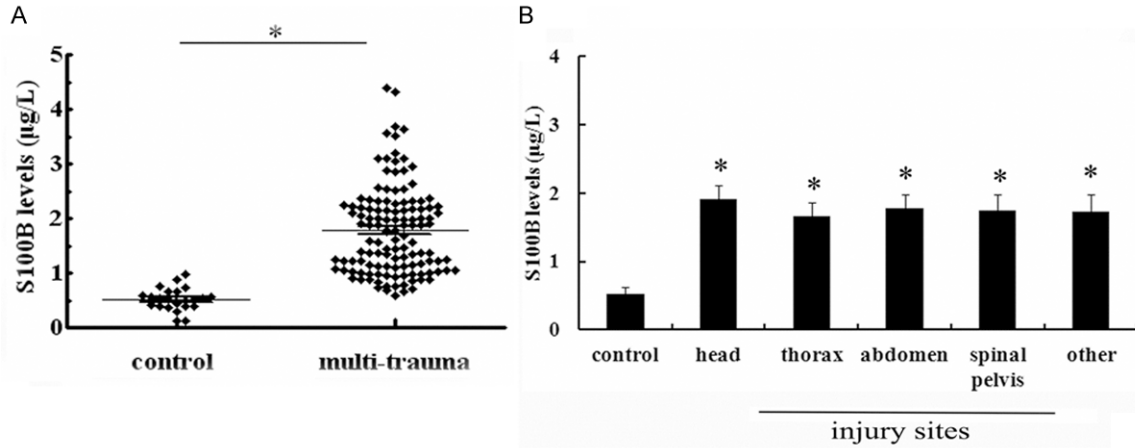 A
*
S100B levels (µg/L)
5
4
3
2
1
0
control
multi-trauma
B
S100B levels (µg/L)
4
3
2
1
0
*
*
*
*
*
control
head
thorax
abdomen
spinal
pelvis
other
injury sites